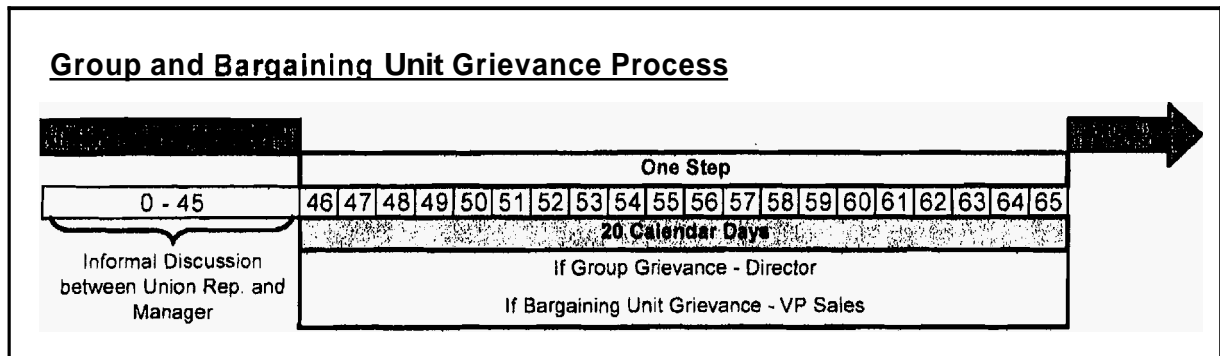 Group and Bargaining Unit Grievance Process
One Step
0 - 45 46 47 48 49 50 51 52 53 54 55 56 57 58 59 60 61 62 63 64 65
20 Calendar Days
Informal Discussion
between Union Rep. and
Manager
If Group Grievance - Director
If Bargaining Unit Grievance - VP Sales